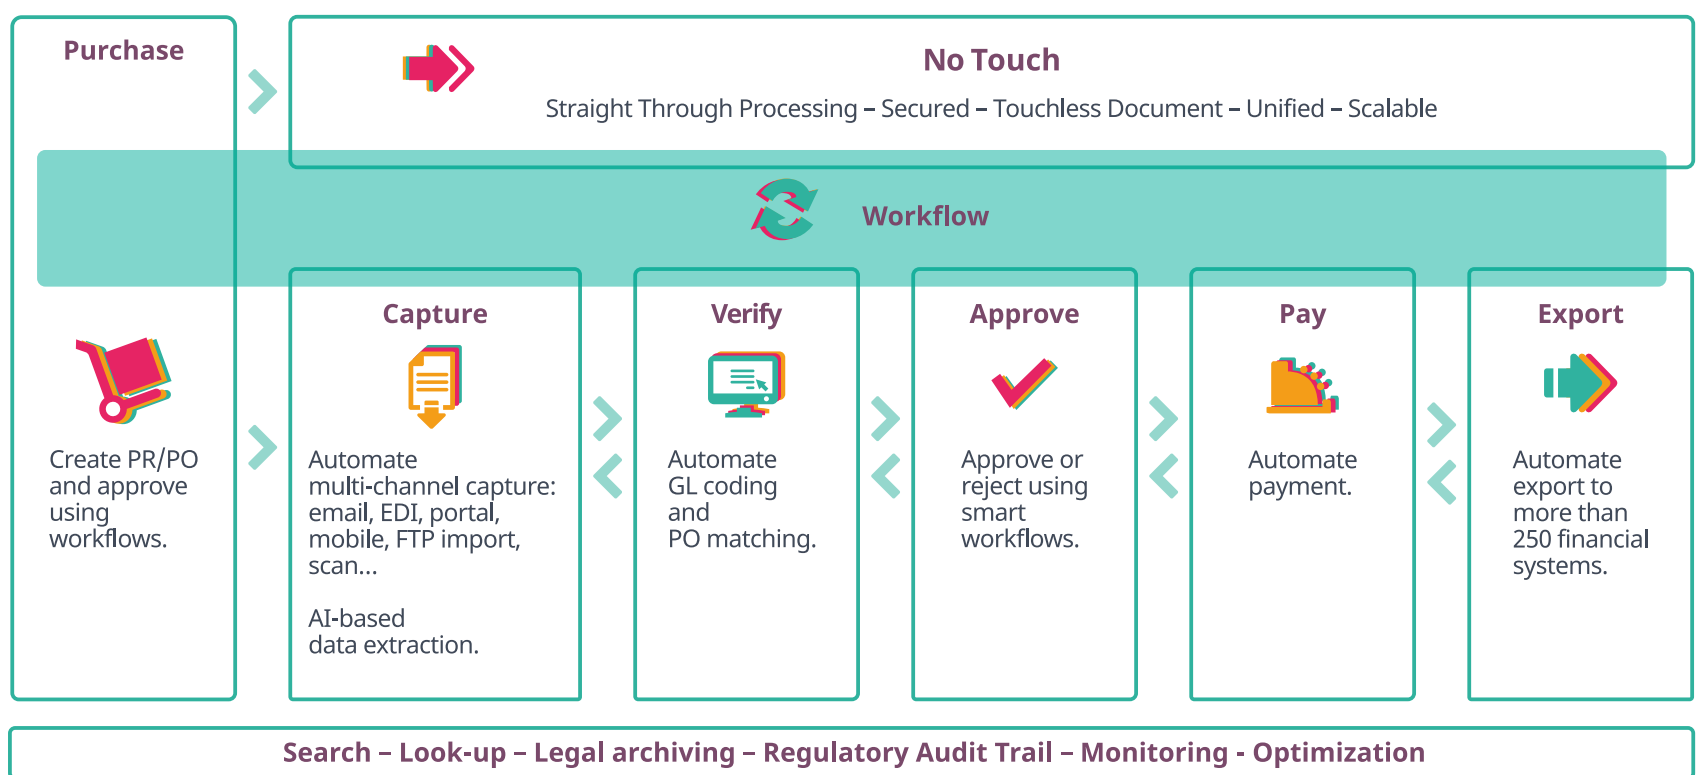 Purchase
No Touch
Straight Through Processing – Secured – Touchless Document – Unified – Scalable
Workflow
Create PR/PO
and approve
using
workflows.
Capture
Automate
multi-channel capture:
email, EDI, portal,
mobile, FTP import,
scan...
AI-based
data extraction.
Verify
Automate
GL coding
and
PO matching.
Approve
Approve or
reject using
smart
workflows.
Pay
Automate
payment.
Export
Automate
export to
more than
250 financial
systems.
Search – Look-up – Legal archiving – Regulatory Audit Trail – Monitoring - Optimization